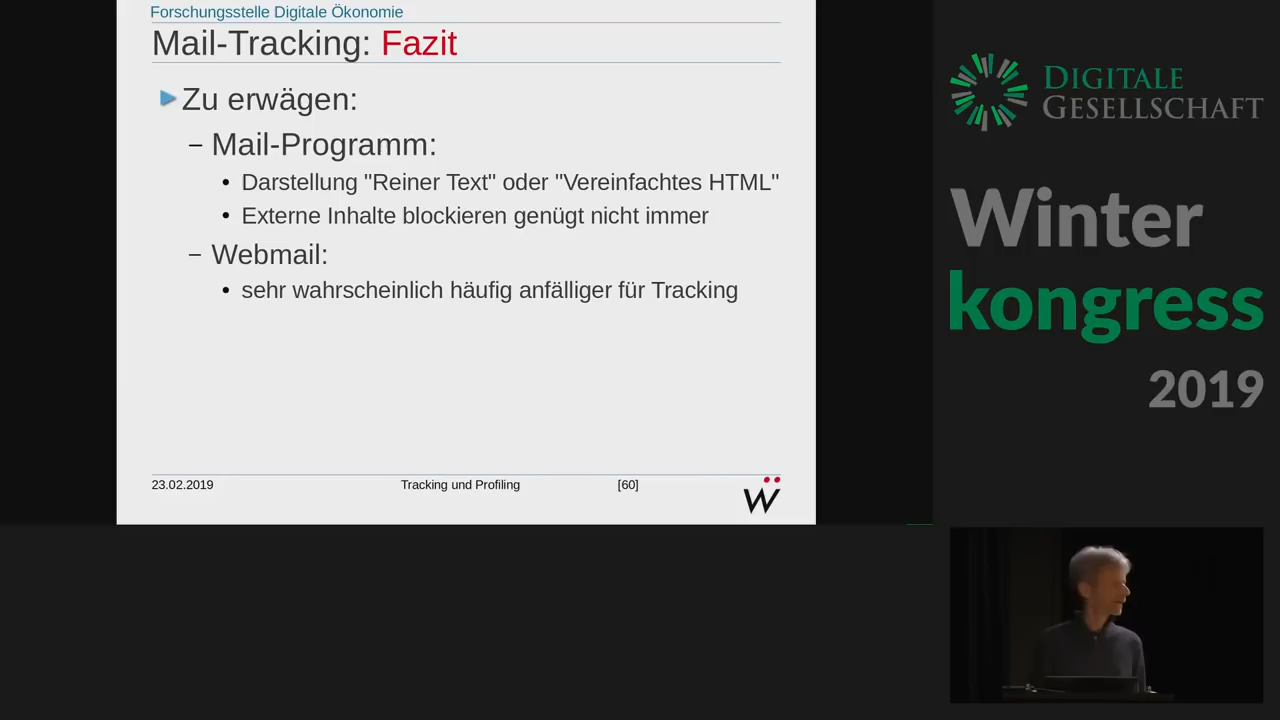 Forschungsstelle Digitale Ökonomie
Mail-Tracking: Fazit
Zu erwägen:
– Mail-Programm:
• Darstellung "Reiner Text" oder "Vereinfachtes HTML"
• Externe Inhalte blockieren genügt nicht immer
– Webmail:
• sehr wahrscheinlich häufig anfälliger für Tracking
23.02.2019 Tracking und Profiling [60]
Ẅ
DIGITALE
GESELLSCHAFT
Winter
kongress
2019